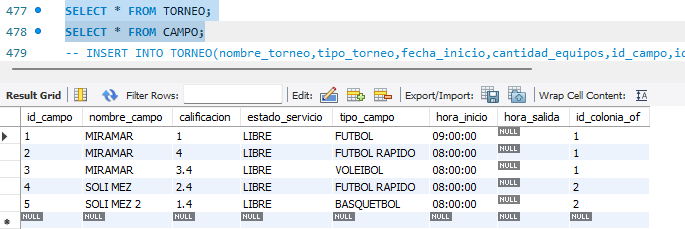 477 SELECT * FROM TORNEO;
478 SELECT * FROM CAMPO;
479 -- INSERT INTO TORNEO(nombre_torneo,tipo_torneo,fecha_inicio,cantidad_equipos,id_campo,id
Result Grid Filter Rows: Edit: Export/Import: Wrap Cell Content: IA
id_campo nombre_campo calificacion estado_servicio tipo_campo hora_inicio hora_salida id_colonia_of
1 MIRAMAR 1 LIBRE FUTBOL 09:00:00 NULL 1
2 MIRAMAR 4 LIBRE FUTBOL RAPIDO 08:00:00 NULL 1
3 MIRAMAR 3.4 LIBRE VOLEIBOL 08:00:00 NULL 1
4 SOLI MEZ 2.4 LIBRE FUTBOL RAPIDO 08:00:00 NULL 2
5 SOLI MEZ 2 1.4 LIBRE BASQUETBOL 08:00:00 NULL 2
NULL NULL NULL NULL NULL NULL NULL NULL